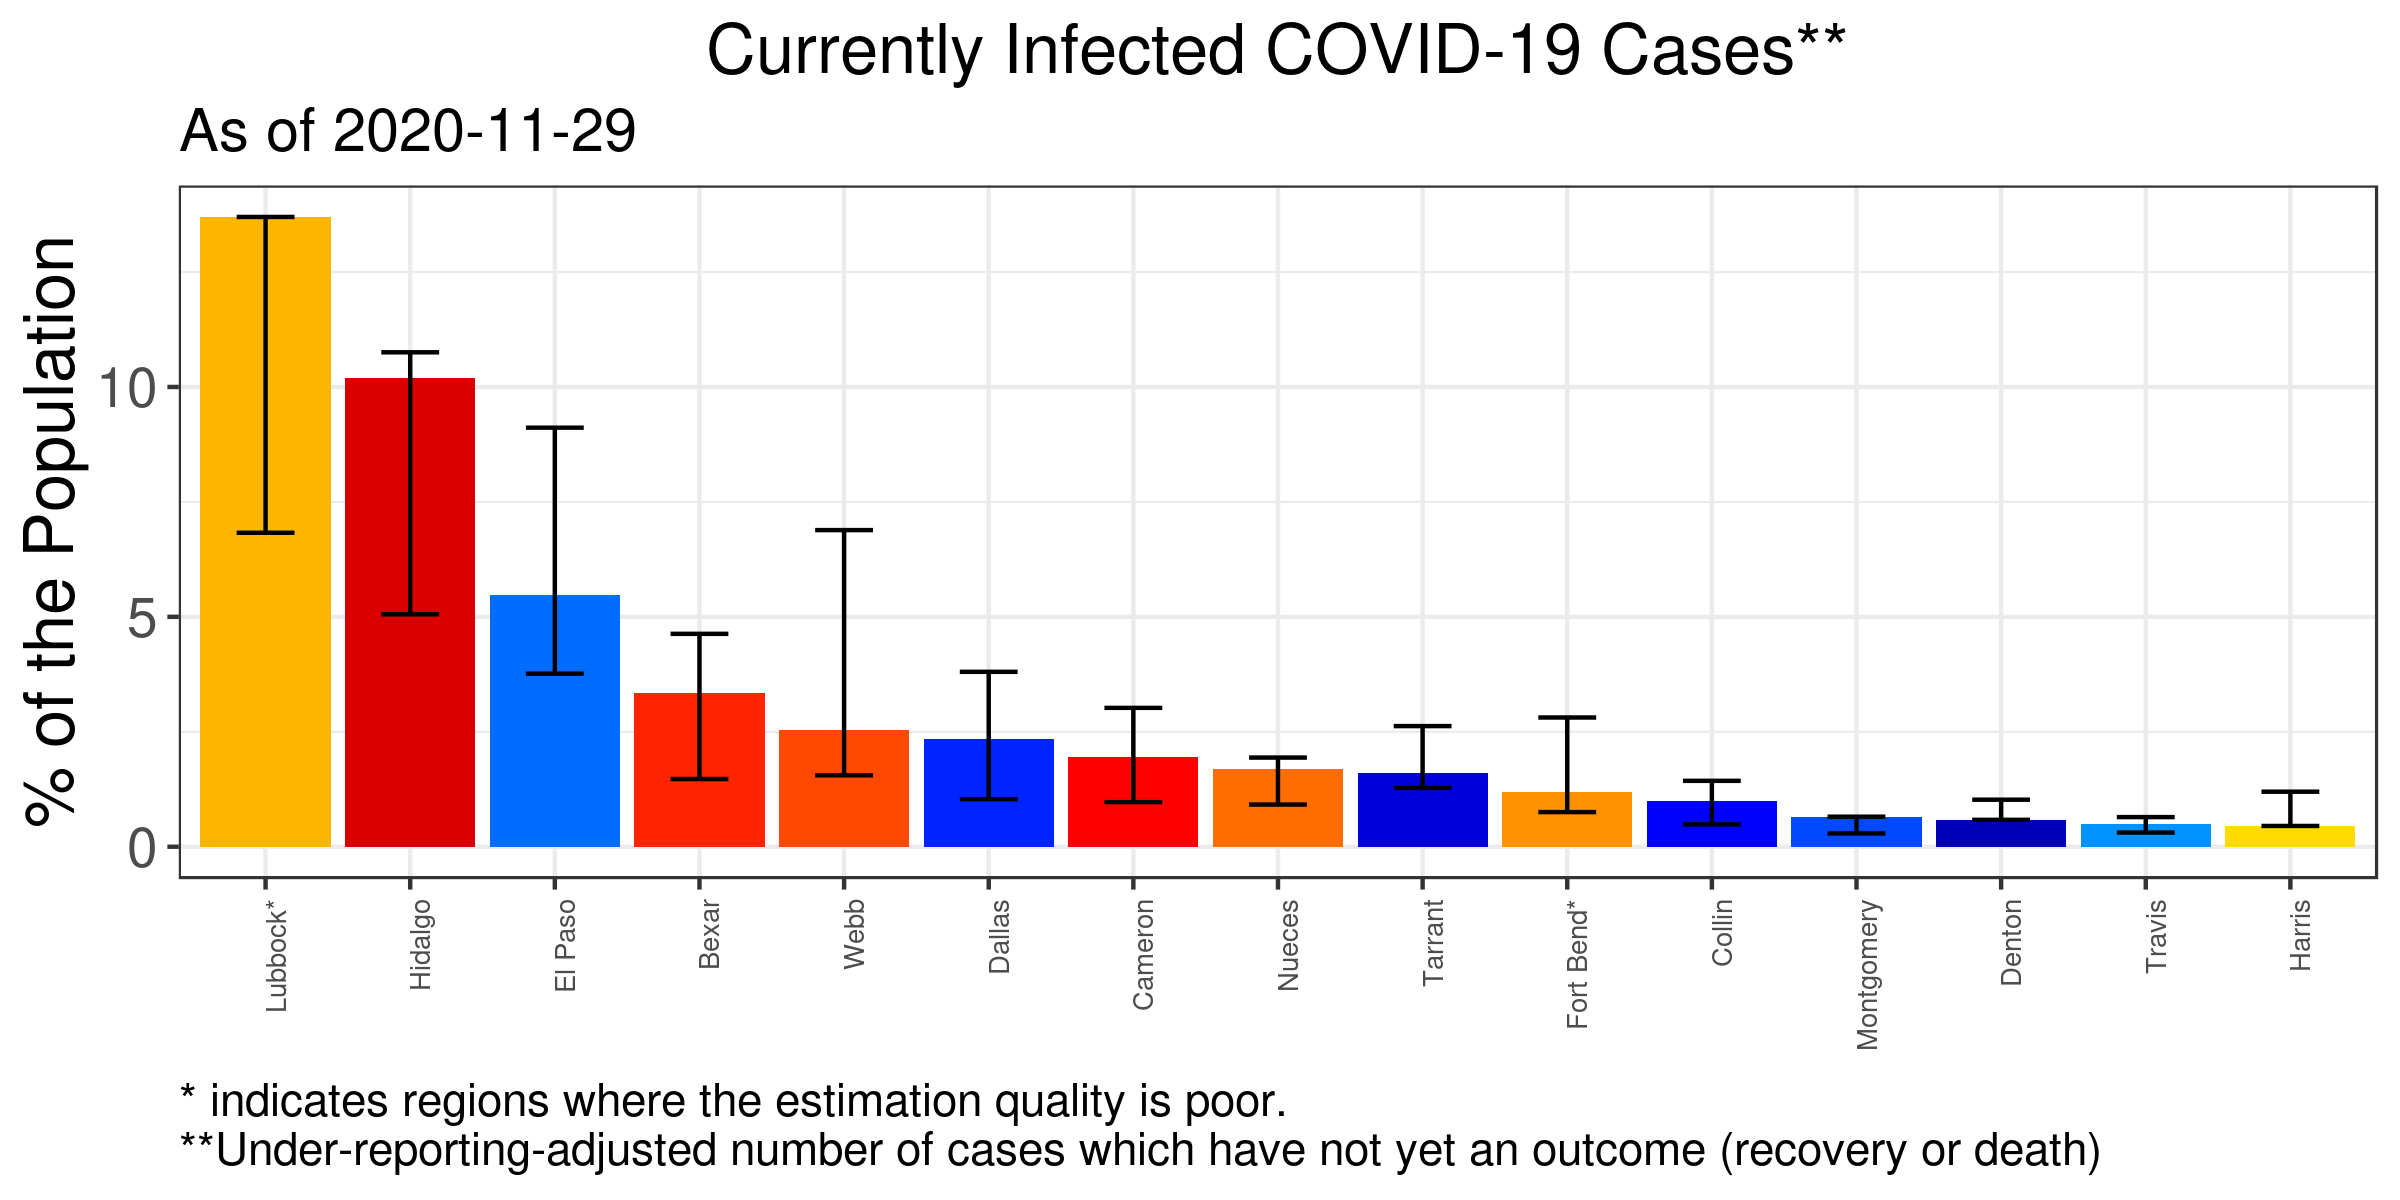 Currently Infected COVID-19 Cases**
As of 2020-11-29
% of the Population
10
5
0
Lubbock*
Hidalgo
El Paso
Bexar
Webb
Dallas
Cameron
Nueces
Tarrant
Fort Bend*
Collin
Montgomery
Denton
Travis
Harris
* indicates regions where the estimation quality is poor.
**Under-reporting-adjusted number of cases which have not yet an outcome (recovery or death)